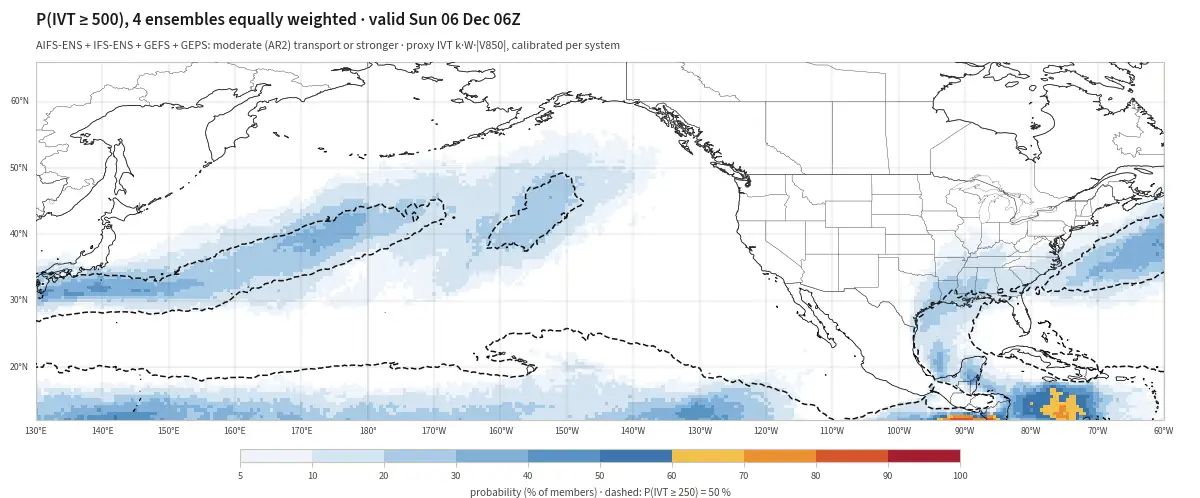 P(IVT ≥ 500), 4 ensembles equally weighted · valid Sun 06 Dec 06Z
AIFS-ENS + IFS-ENS + GEFS + GEPS: moderate (AR2) transport or stronger · proxy IVT k·W·|V850|, calibrated per system
60°N
50°N
40°N
30°N
20°N
130°E 140°E 150°E 160°E 170°E 180° 170°W 160°W 150°W 140°W 130°W 120°W 110°W 100°W 90°W 80°W 70°W 60°W
5 10 20 30 40 50 60 70 80 90 100
probability (% of members) · dashed: P(IVT ≥ 250) = 50 %